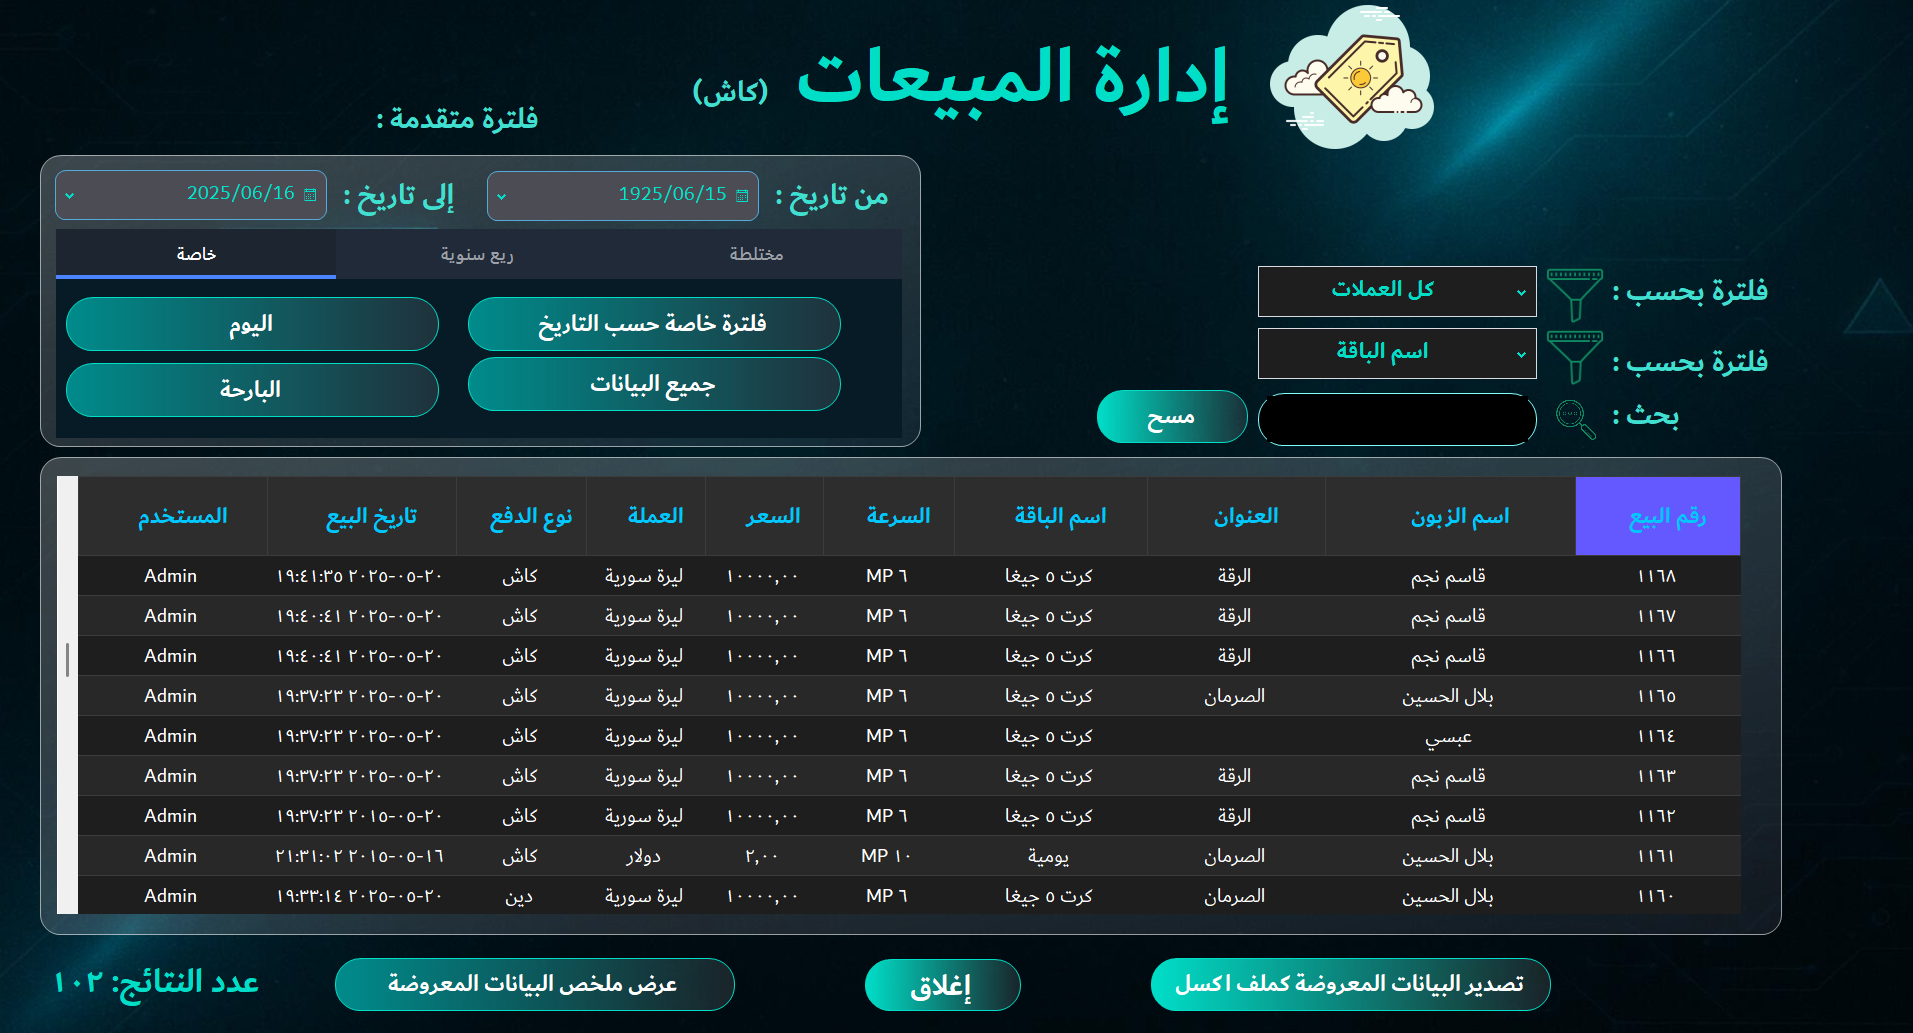 إدارة المبيعات (كاش)
فلترة متقدمة :
من تاريخ : 1925/06/15 إلى تاريخ : 2025/06/16
مختلطة ريع سنوية خاصة
فلترة خاصة حسب التاريخ اليوم
جميع البيانات البارحة
فلترة بحسب : كل العملات
فلترة بحسب : اسم الباقة
بحث : مسح
رقم البيع اسم الزبون العنوان اسم الباقة السرعة السعر العملة نوع الدفع تاريخ البيع المستخدم
١١٦٨ قاسم نجم الرقة كرت ٥ جيغا ٦ MP ١٠٠٠٠,٠٠ ليرة سورية كاش ٢٠-٠٥-٢٠٢٥ ١٩:٤١:٣٥ Admin
١١٦٧ قاسم نجم الرقة كرت ٥ جيغا ٦ MP ١٠٠٠٠,٠٠ ليرة سورية كاش ٢٠-٠٥-٢٠٢٥ ١٩:٤٠:٤١ Admin
١١٦٦ قاسم نجم الرقة كرت ٥ جيغا ٦ MP ١٠٠٠٠,٠٠ ليرة سورية كاش ٢٠-٠٥-٢٠٢٥ ١٩:٤٠:٤١ Admin
١١٦٥ بلال الحسين الصرمان كرت ٥ جيغا ٦ MP ١٠٠٠٠,٠٠ ليرة سورية كاش ٢٠-٠٥-٢٠٢٥ ١٩:٣٧:٢٣ Admin
١١٦٤ عبسي كرت ٥ جيغا ٦ MP ١٠٠٠٠,٠٠ ليرة سورية كاش ٢٠-٠٥-٢٠٢٥ ١٩:٣٧:٢٣ Admin
١١٦٣ قاسم نجم الرقة كرت ٥ جيغا ٦ MP ١٠٠٠٠,٠٠ ليرة سورية كاش ٢٠-٠٥-٢٠٢٥ ١٩:٣٧:٢٣ Admin
١١٦٢ قاسم نجم الرقة كرت ٥ جيغا ٦ MP ١٠٠٠٠,٠٠ ليرة سورية كاش ٢٠-٠٥-٢٠١٥ ١٩:٣٧:٢٣ Admin
١١٦١ بلال الحسين الصرمان يومية ١٠ MP ٢,٠٠ دولار كاش ١٦-٠٥-٢٠١٥ ٢١:٣١:٠٢ Admin
١١٦٠ بلال الحسين الصرمان كرت ٥ جيغا ٦ MP ١٠٠٠٠,٠٠ ليرة سورية دين ٢٠-٠٥-٢٠٢٥ ١٩:٣٣:١٤ Admin
تصدير البيانات المعروضة كملف اكسل إغلاق عرض ملخص البيانات المعروضة عدد النتائج: ١٠٢